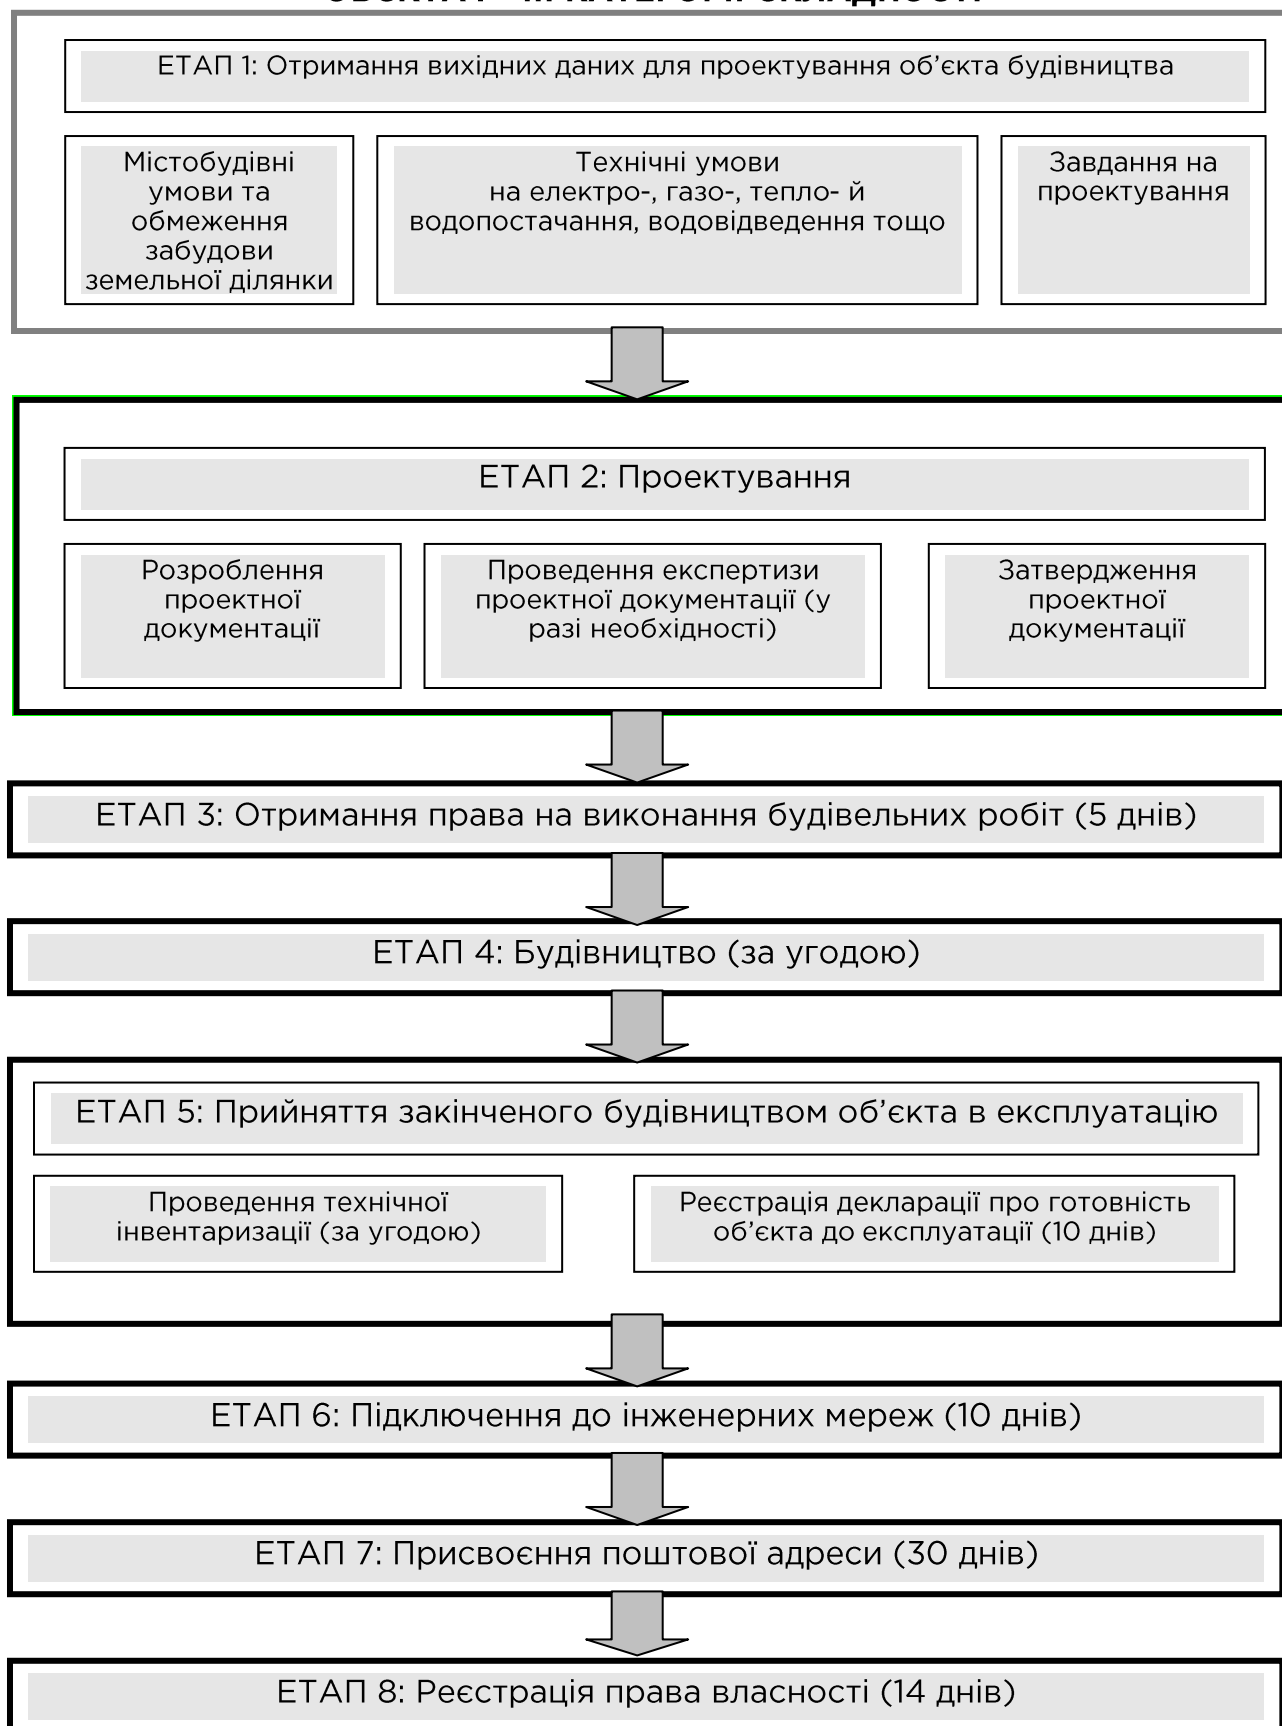 ЕТАП 1: Отримання вихідних даних для проектування об’єкта будівництва
Містобудівні
умови та
обмеження
забудови
земельної ділянки
Технічні умови
на електро-, газо-, тепло- й
водопостачання, водовідведення тощо
Завдання на
проектування
ЕТАП 2: Проектування
Розроблення
проектної
документації
Проведення експертизи
проектної документації (у
разі необхідності)
Затвердження
проектної
документації
ЕТАП 3: Отримання права на виконання будівельних робіт (5 днів)
ЕТАП 4: Будівництво (за угодою)
ЕТАП 5: Прийняття закінченого будівництвом об’єкта в експлуатацію
Проведення технічної
інвентаризації (за угодою)
Реєстрація декларації про готовність
об’єкта до експлуатації (10 днів)
ЕТАП 6: Підключення до інженерних мереж (10 днів)
ЕТАП 7: Присвоєння поштової адреси (30 днів)
ЕТАП 8: Реєстрація права власності (14 днів)